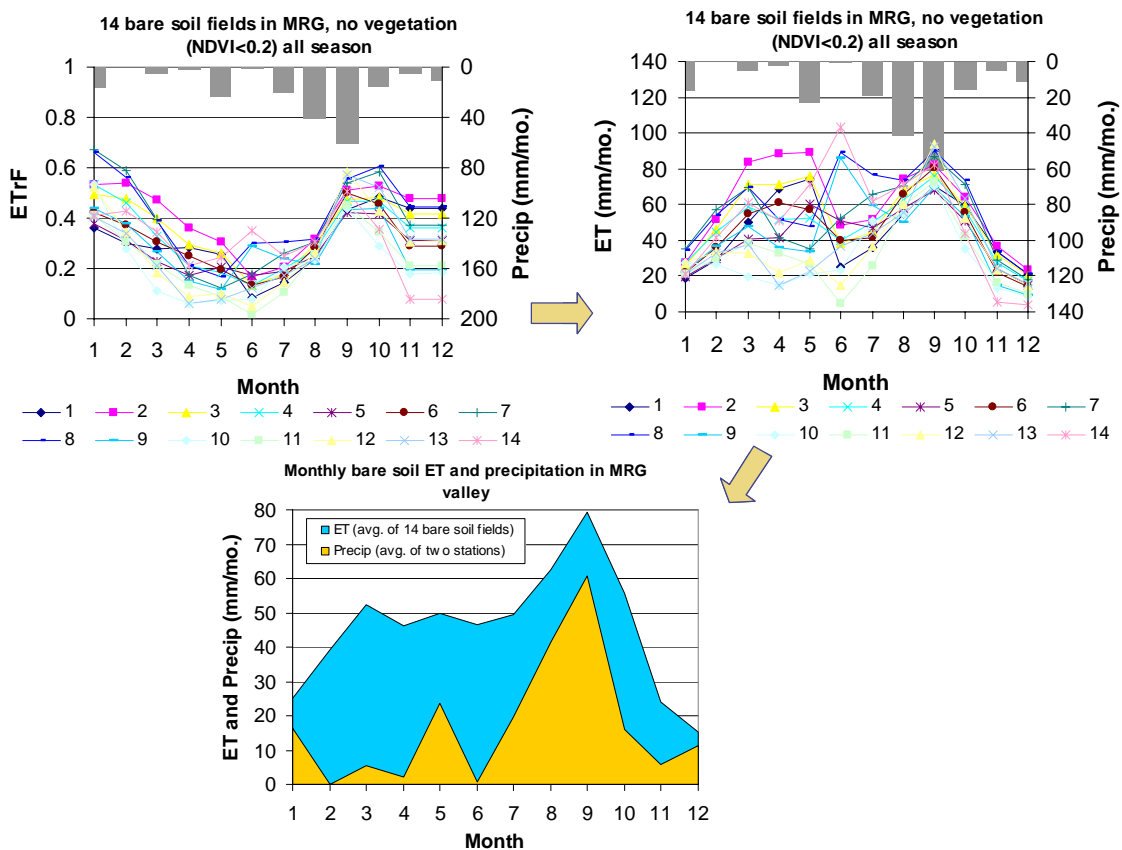 14 bare soil fields in MRG, no vegetation
(NDVI<0.2) all season
1
0.8
0.6
0.4
0.2
0
0
40
80
120
160
200
ETrF
Precip (mm/mo.)
1 2 3 4 5 6 7 8 9 10 11 12
Month
1 2 3 4 5 6 7
8 9 10 11 12 13 14
14 bare soil fields in MRG, no vegetation
(NDVI<0.2) all season
140
120
100
80
60
40
20
0
0
20
40
60
80
100
120
140
ET (mm/mo.)
Precip (mm/mo.)
1 2 3 4 5 6 7 8 9 10 11 12
Month
1 2 3 4 5 6 7
8 9 10 11 12 13 14
Monthly bare soil ET and precipitation in MRG
valley
80
70
60
50
40
30
20
10
0
ET and Precip (mm/mo.)
ET (avg. of 14 bare soil fields)
Precip (avg. of two stations)
1 2 3 4 5 6 7 8 9 10 11 12
Month